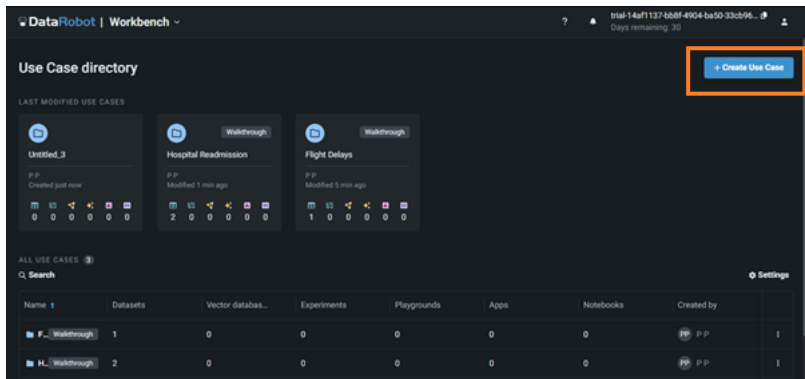 DataRobot | Workbench
?
trial-14af1137-bb8f-4904-ba50-33cb96...
Days remaining: 30
Use Case directory
+ Create Use Case
LAST MODIFIED USE CASES
Untitled_3
P P
Created just now
0 0 0 0 0 0
Walkthrough
Hospital Readmission
P P
Modified 1 min ago
2 0 0 0 0 0
Walkthrough
Flight Delays
P P
Modified 5 min ago
1 0 0 0 0 0
ALL USE CASES 3
Search
Settings
Name Datasets Vector databas... Experiments Playgrounds Apps Notebooks Created by
F... Walkthrough 1 0 0 0 0 0 PP P P
H... Walkthrough 2 0 0 0 0 0 PP P P